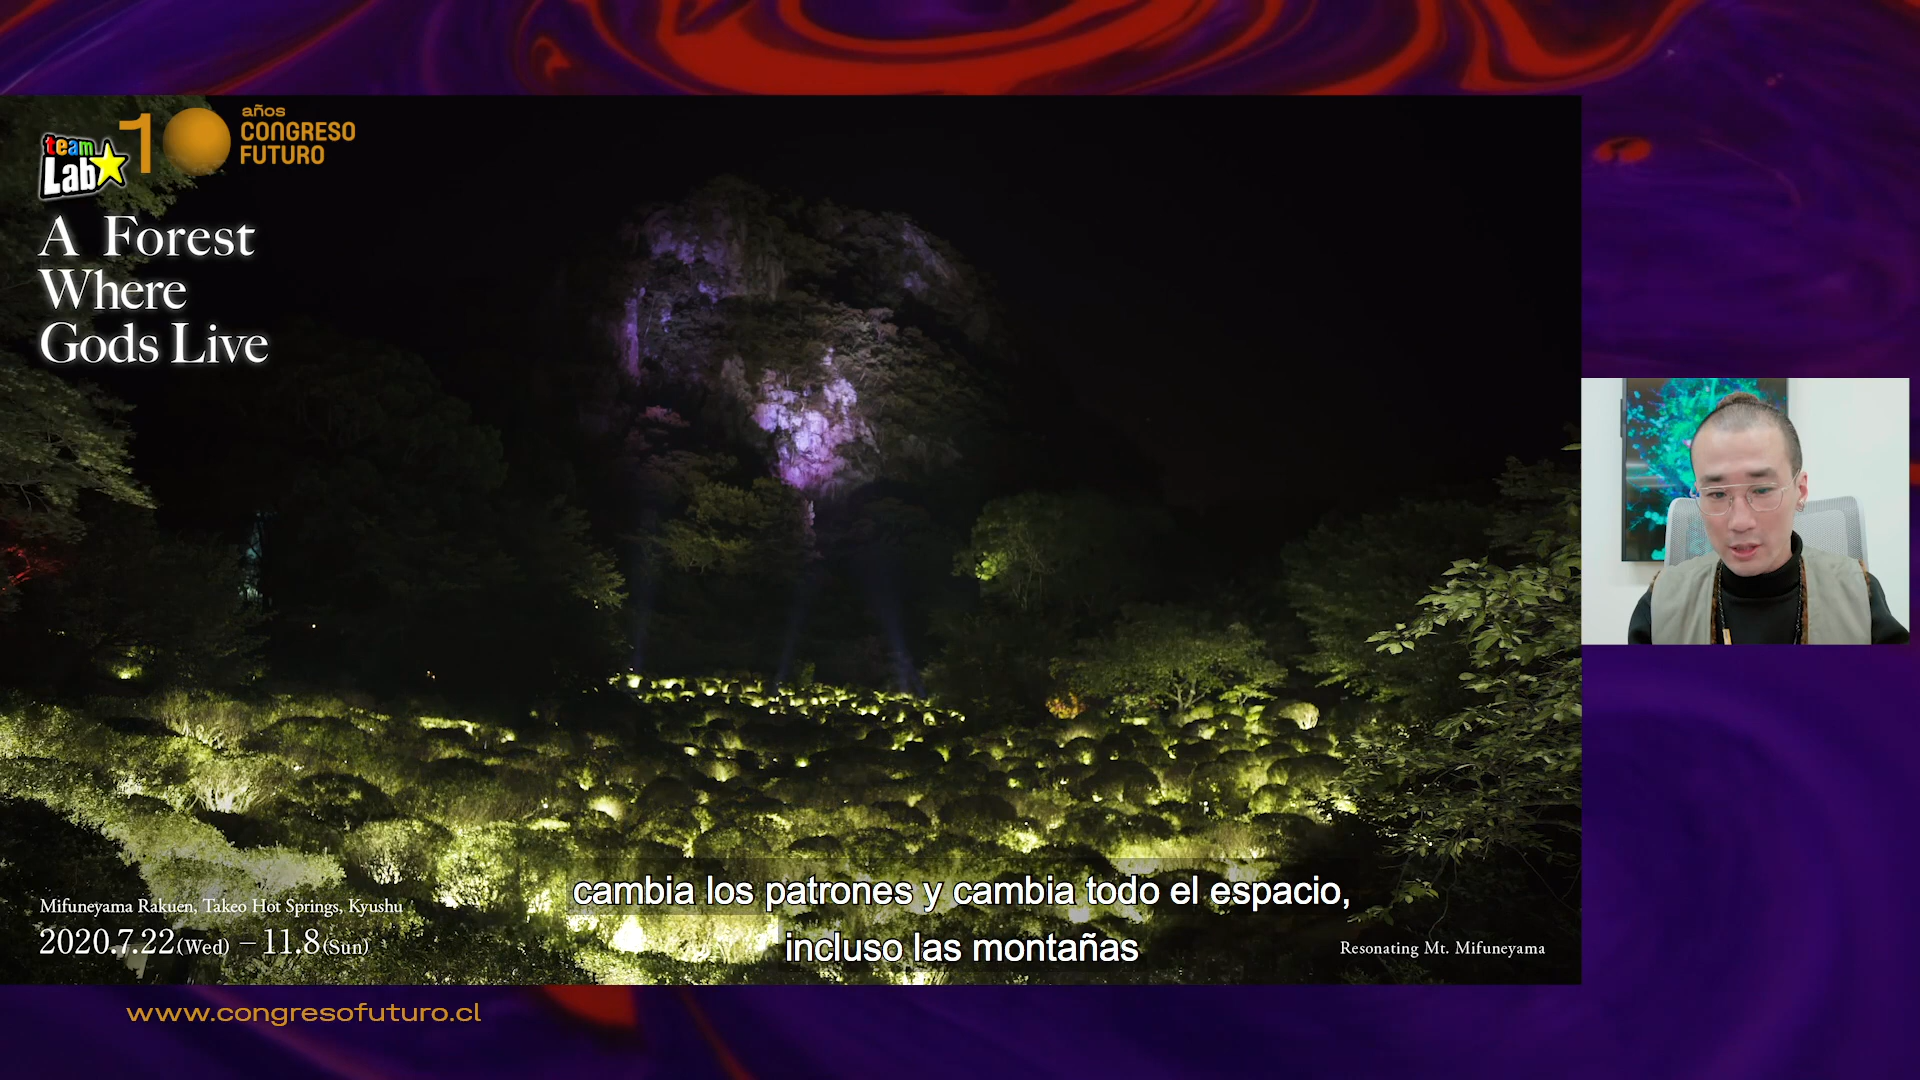 team
Lab
10
años
CONGRESO
FUTURO
A Forest
Where
Gods Live
Mifuneyama Rakuen, Takeo Hot Springs, Kyushu
2020.7.22(Wed) – 11.8(Sun)
cambia los patrones y cambia todo el espacio,
incluso las montañas
Resonating Mt. Mifuneyama
www.congresofuturo.cl